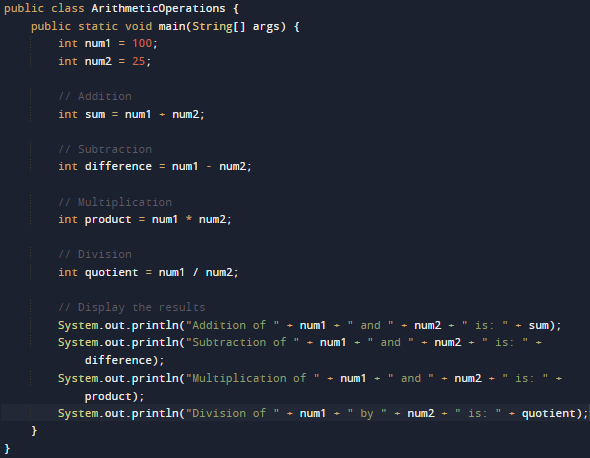 public class ArithmeticOperations {
    public static void main(String[] args) {
        int num1 = 100;
        int num2 = 25;

        // Addition
        int sum = num1 + num2;

        // Subtraction
        int difference = num1 - num2;

        // Multiplication
        int product = num1 * num2;

        // Division
        int quotient = num1 / num2;

        // Display the results
        System.out.println("Addition of " + num1 + " and " + num2 + " is: " + sum);
        System.out.println("Subtraction of " + num1 + " and " + num2 + " is: " +
            difference);
        System.out.println("Multiplication of " + num1 + " and " + num2 + " is: " +
            product);
        System.out.println("Division of " + num1 + " by " + num2 + " is: " + quotient);
    }
}